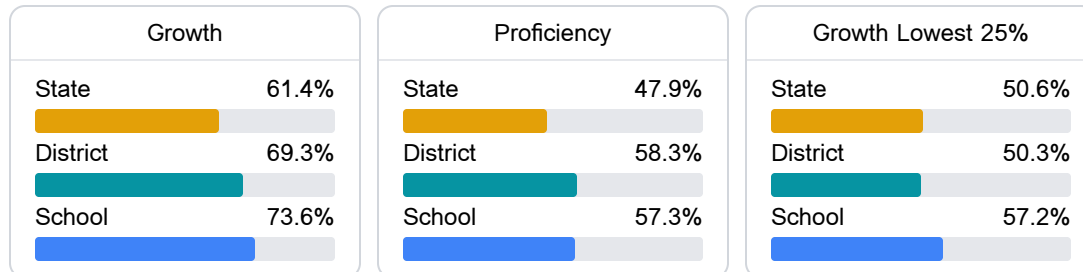 Growth
State 61.4%
District 69.3%
School 73.6%
Proficiency
State 47.9%
District 58.3%
School 57.3%
Growth Lowest 25%
State 50.6%
District 50.3%
School 57.2%